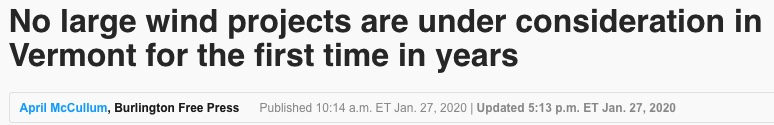 No large wind projects are under consideration in
Vermont for the first time in years
April McCullum, Burlington Free Press Published 10:14 a.m. ET Jan. 27, 2020 | Updated 5:13 p.m. ET Jan. 27, 2020